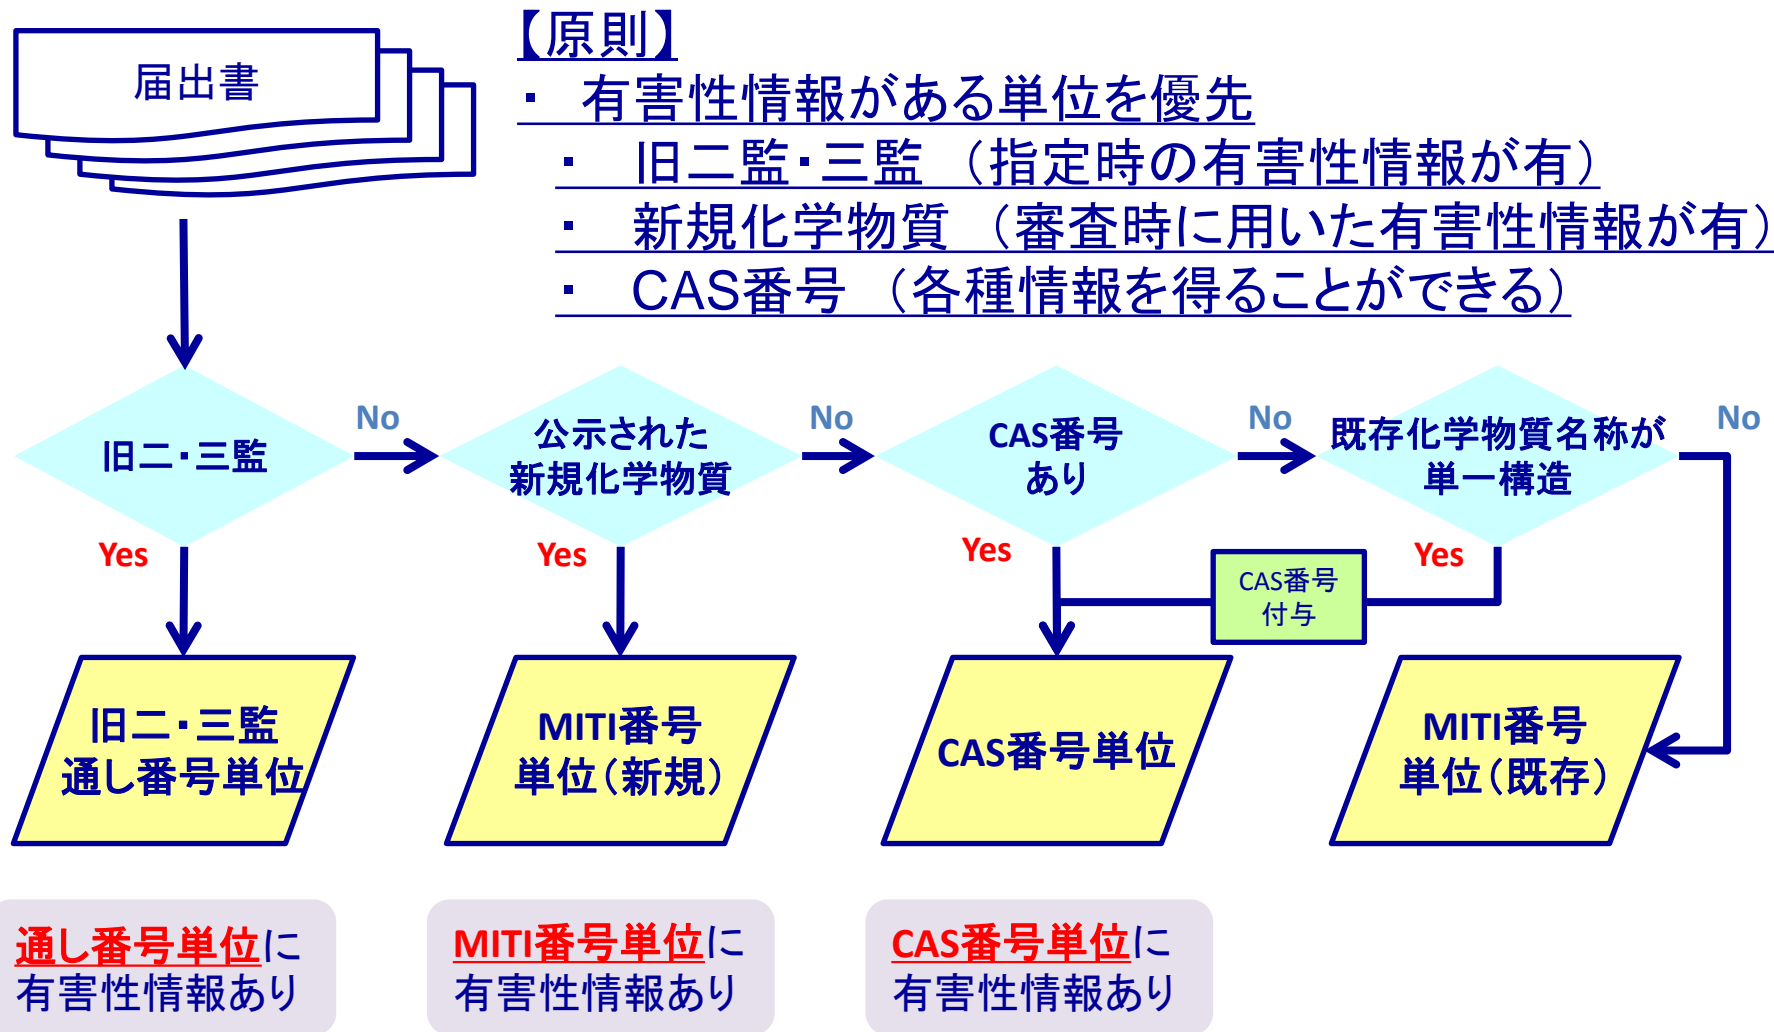 届出書
【原則】
・ 有害性情報がある単位を優先
・ 旧二監・三監 （指定時の有害性情報が有）
・ 新規化学物質 （審査時に用いた有害性情報が有）
・ CAS番号 （各種情報を得ることができる）
旧二・三監
No
公示された
新規化学物質
No
CAS番号
あり
No
既存化学物質名称が
単一構造
No
Yes
Yes
Yes
CAS番号
付与
Yes
旧二・三監
通し番号単位
MITI番号
単位（新規）
CAS番号単位
MITI番号
単位（既存）
通し番号単位に
有害性情報あり
MITI番号単位に
有害性情報あり
CAS番号単位に
有害性情報あり